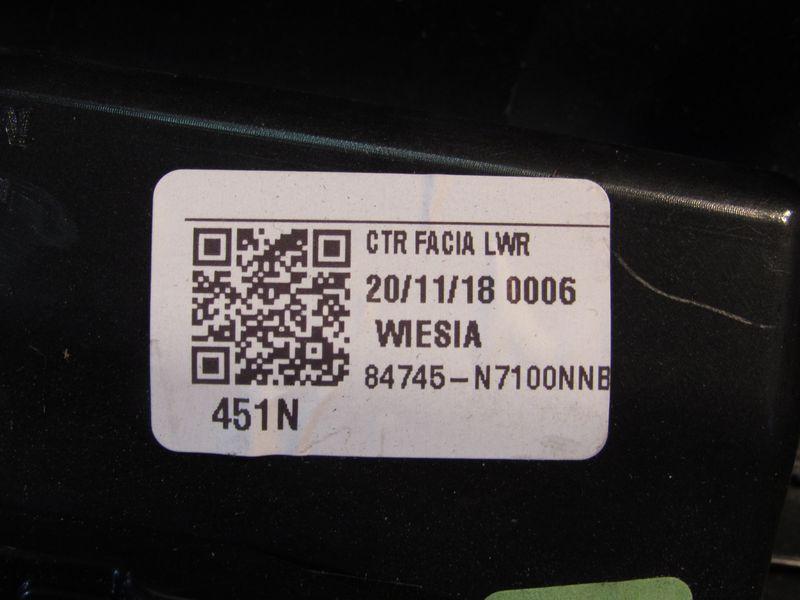 CTR FACIA LWR
20/11/18 0006
WIESIA
84745-N7100NNB
451N